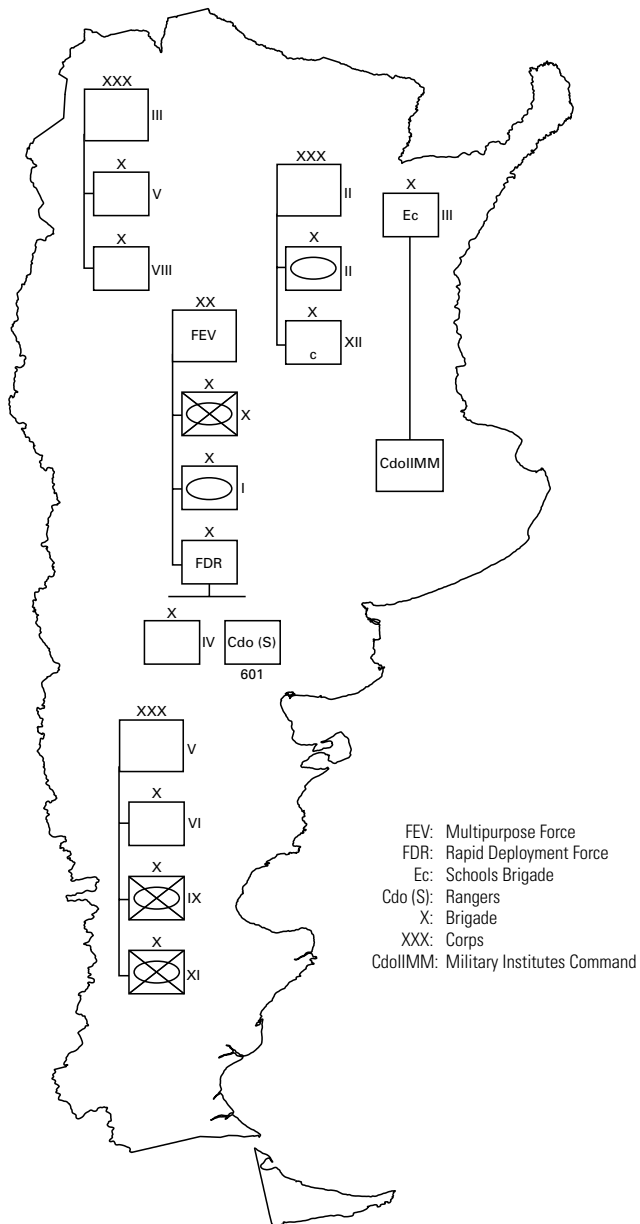 XXX
III
X
V
X
VIII
XXX
II
X
II
X
c
XII
X
Ec
III
CdoIIMM
XX
FEV
X
X
X
I
X
FDR
X
IV
Cdo (S)
601
XXX
V
X
VI
X
IX
X
XI
FEV: Multipurpose Force
FDR: Rapid Deployment Force
Ec: Schools Brigade
Cdo (S): Rangers
X: Brigade
XXX: Corps
CdoIIMM: Military Institutes Command